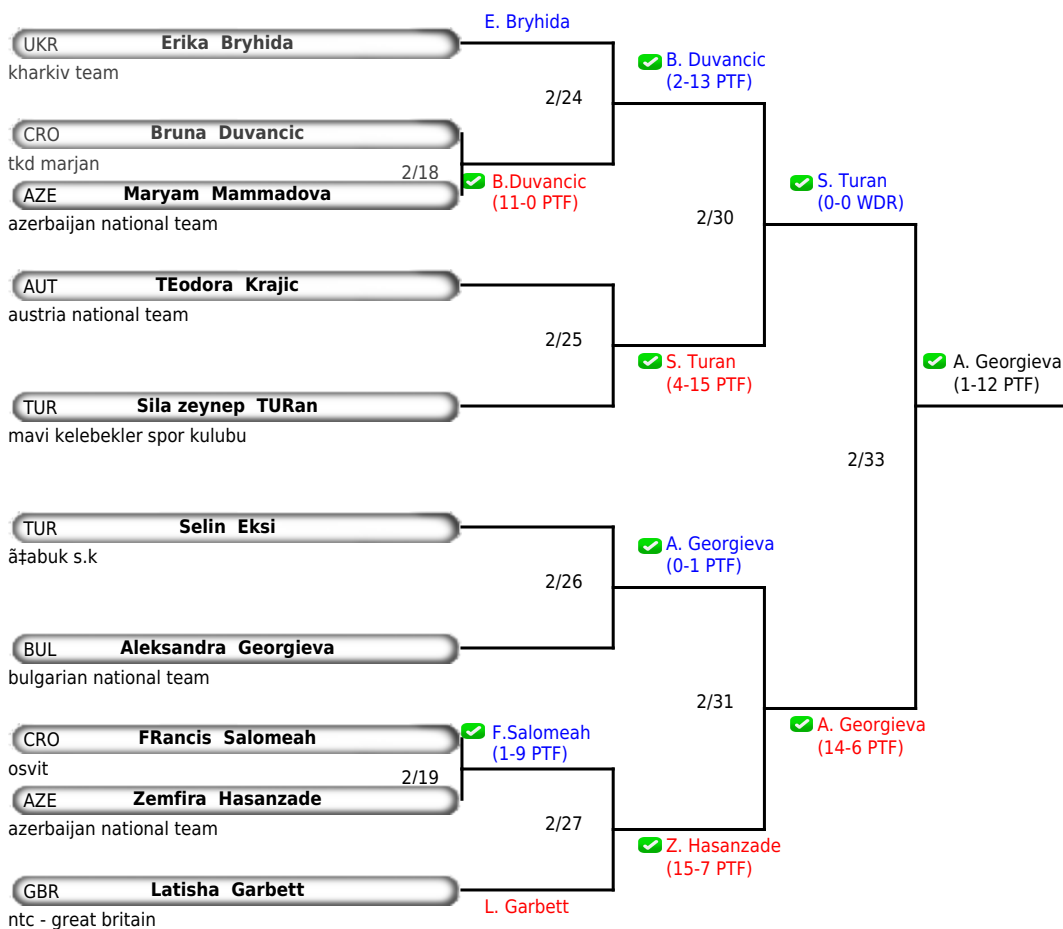 E. Bryhida
UKR Erika Bryhida
kharkiv team
B. Duvancic
(2-13 PTF)
2/24
CRO Bruna Duvancic
tkd marjan
2/18
B.Duvancic
(11-0 PTF)
AZE Maryam Mammadova
azerbaijan national team
S. Turan
(0-0 WDR)
2/30
AUT TEodora Krajic
austria national team
2/25
S. Turan
(4-15 PTF)
TUR Sila zeynep TURan
mavi kelebekler spor kulubu
A. Georgieva
(1-12 PTF)
2/33
TUR Selin Eksi
ã‡abuk s.k
A. Georgieva
(0-1 PTF)
2/26
BUL Aleksandra Georgieva
bulgarian national team
2/31
A. Georgieva
(14-6 PTF)
CRO FRancis Salomeah
osvit
2/19
F.Salomeah
(1-9 PTF)
AZE Zemfira Hasanzade
azerbaijan national team
2/27
Z. Hasanzade
(15-7 PTF)
GBR Latisha Garbett
ntc - great britain
L. Garbett